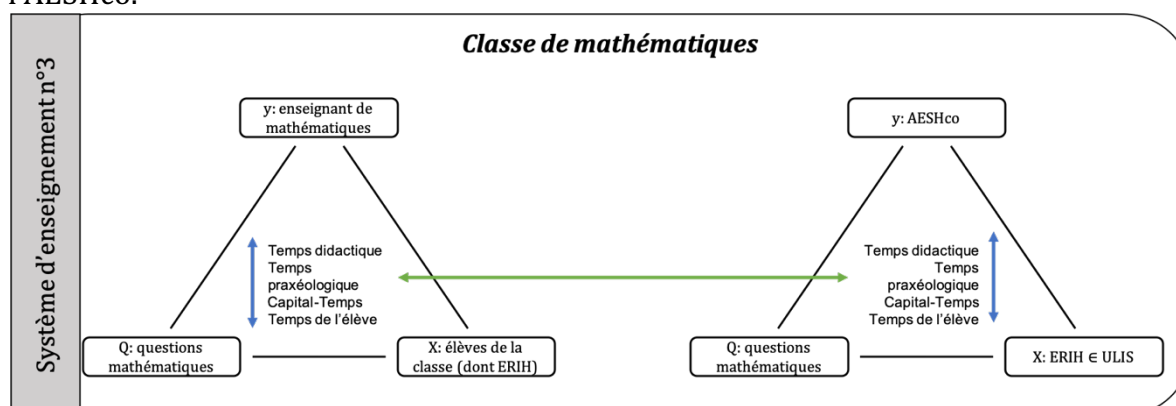 l'AESHco.
Classe de mathématiques
Système d'enseignement n°3
y: enseignant de
mathématiques
y: AESHco
Temps didactique
Temps
praxéologique
Capital-Temps
Temps de l'élève
Temps didactique
Temps
praxéologique
Capital-Temps
Temps de l'élève
Q: questions
mathématiques
X: élèves de la
classe (dont ERIH)
Q: questions
mathématiques
X: ERIH ∈ ULIS